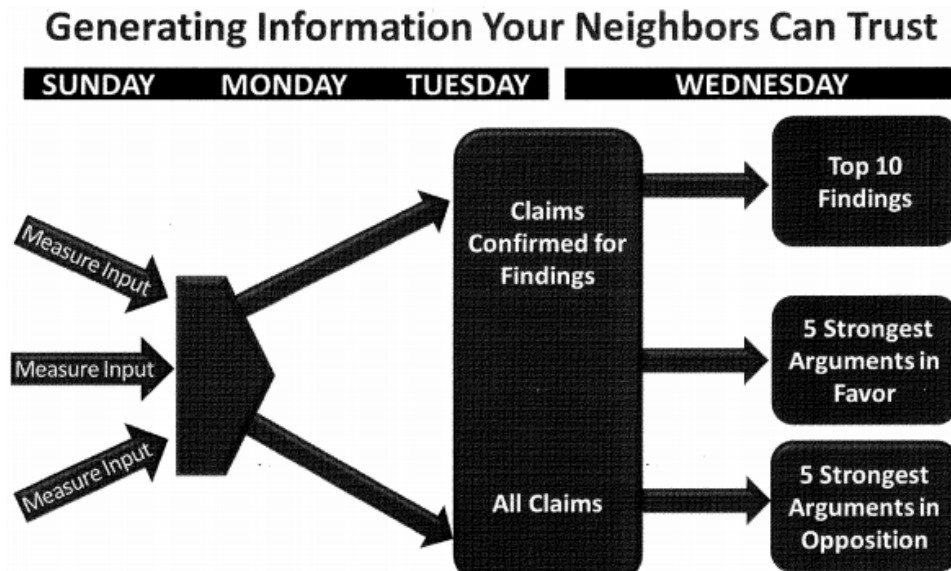 Generating Information Your Neighbors Can Trust
SUNDAY MONDAY TUESDAY WEDNESDAY
Measure Input
Measure Input
Measure Input
Claims
Confirmed for
Findings
All Claims
Top 10
Findings
5 Strongest
Arguments in
Favor
5 Strongest
Arguments in
Opposition